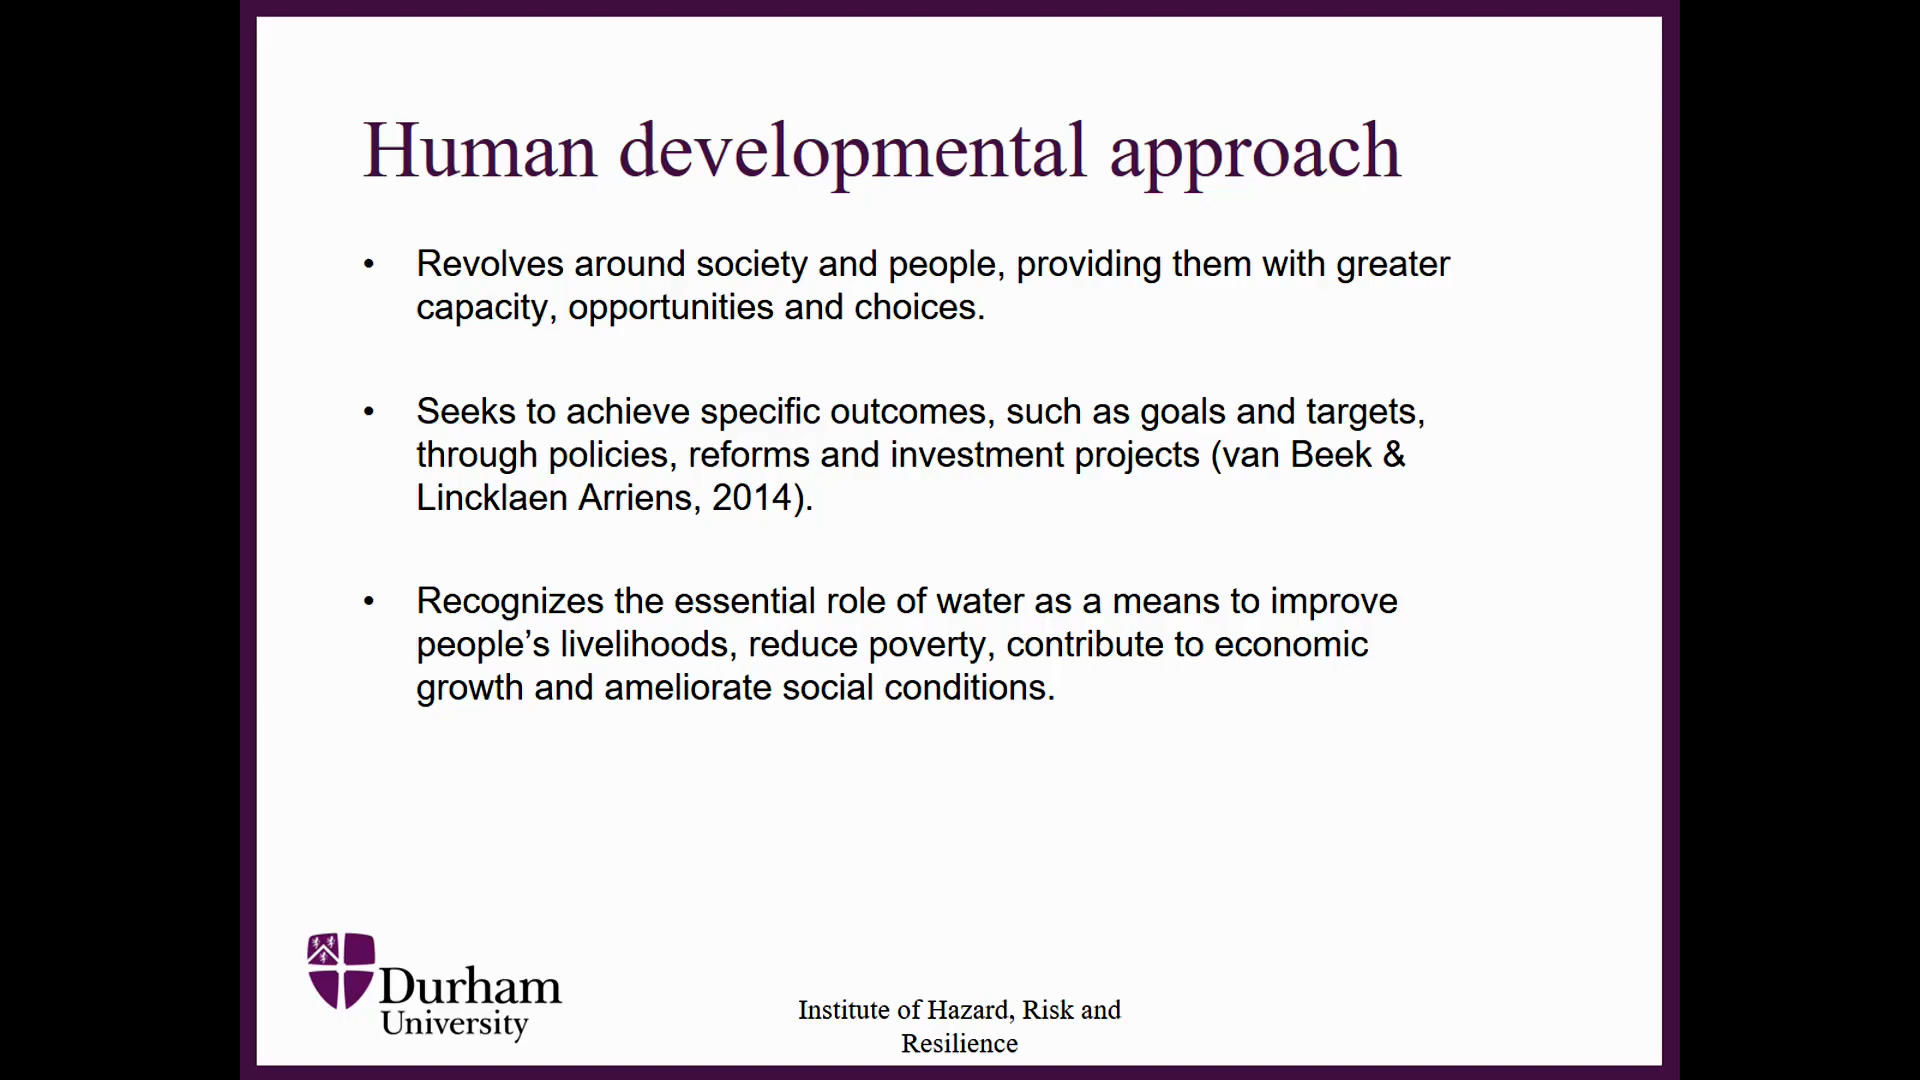 Human developmental approach
• Revolves around society and people, providing them with greater
capacity, opportunities and choices.
• Seeks to achieve specific outcomes, such as goals and targets,
through policies, reforms and investment projects (van Beek &
Lincklaen Arriens, 2014).
• Recognizes the essential role of water as a means to improve
people’s livelihoods, reduce poverty, contribute to economic
growth and ameliorate social conditions.
Durham
University
Institute of Hazard, Risk and
Resilience